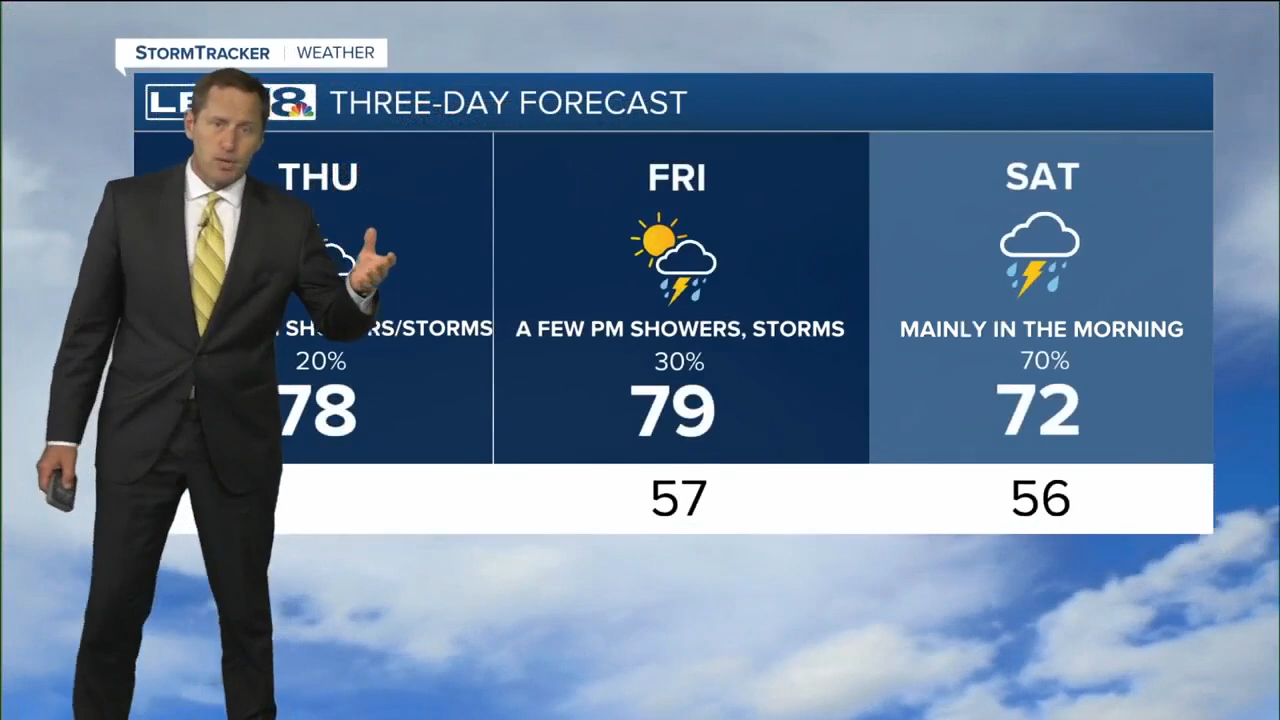 STORMTRACKER WEATHER
8 THREE-DAY FORECAST
THU FRI SAT
/STORMS A FEW PM SHOWERS, STORMS MAINLY IN THE MORNING
20% 30% 70%
78 79 72
57 56